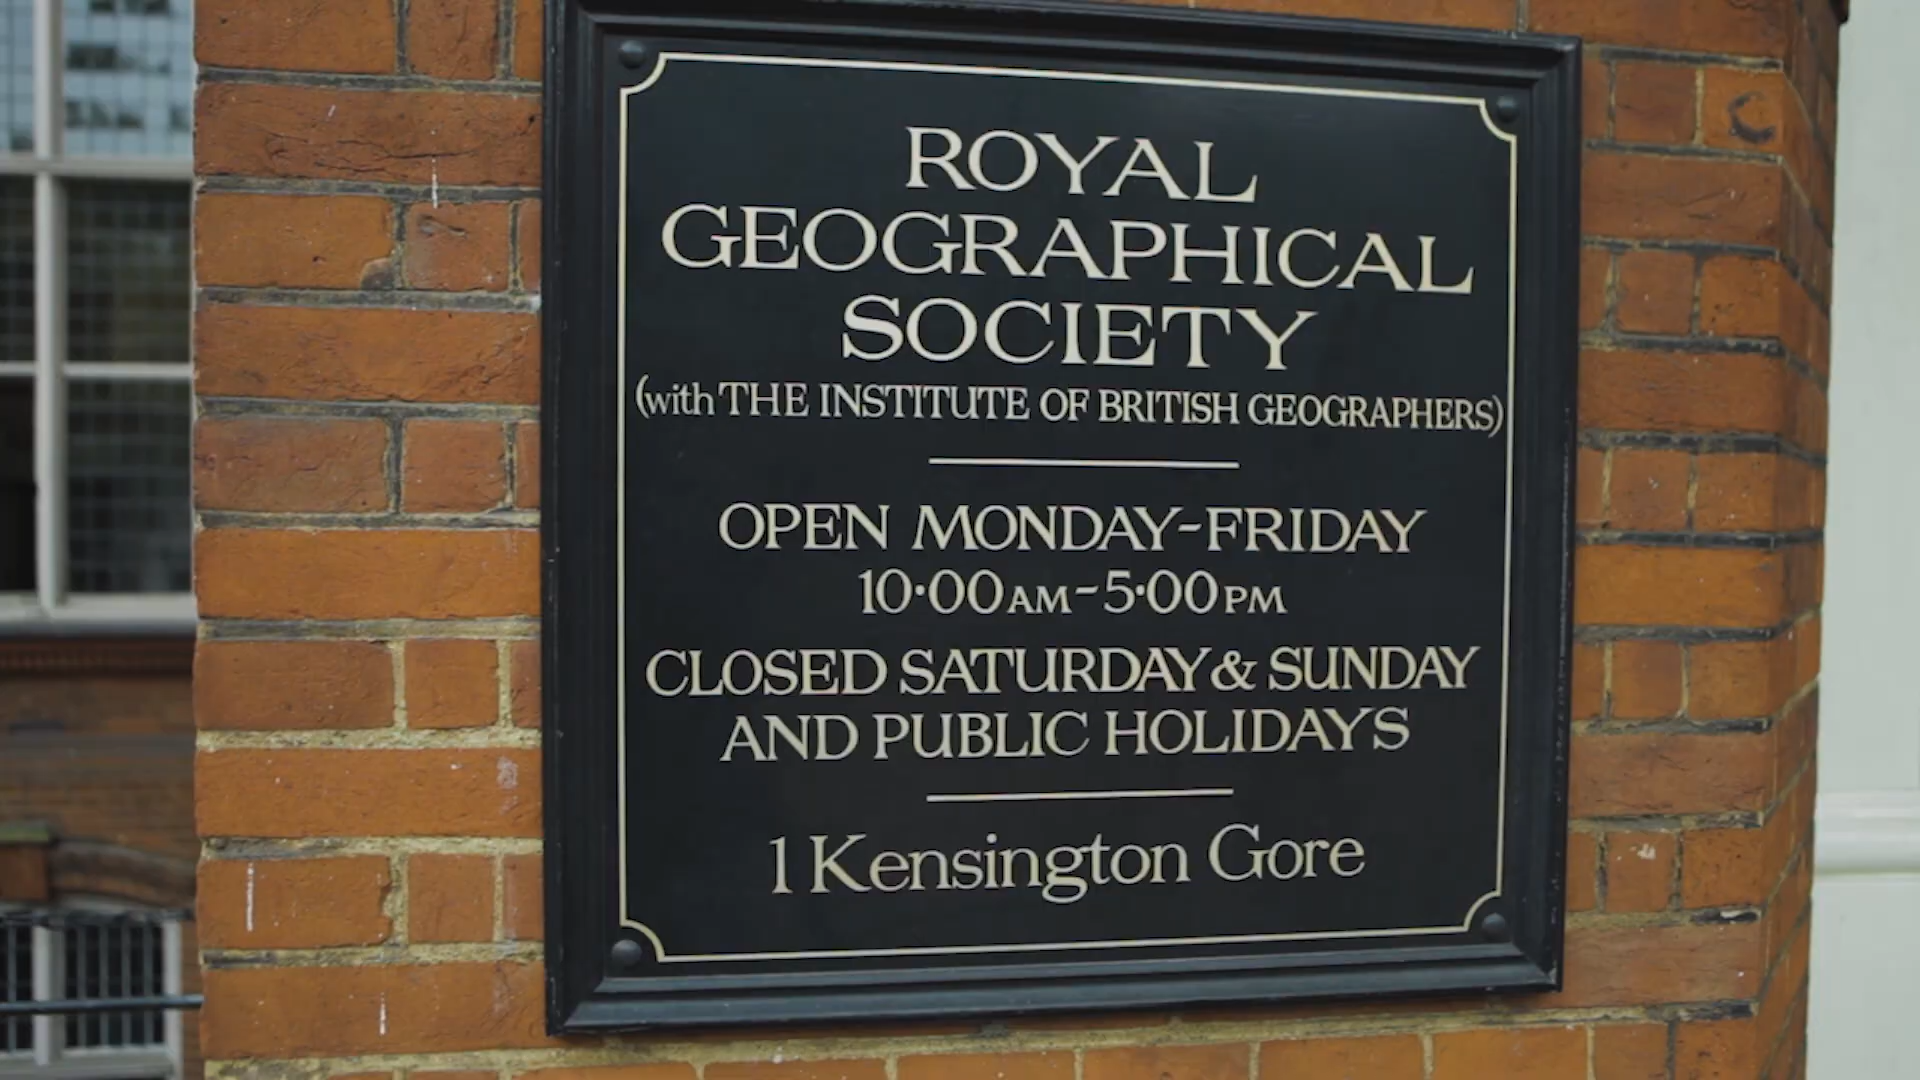 ROYAL
GEOGRAPHICAL
SOCIETY
(with THE INSTITUTE OF BRITISH GEOGRAPHERS)
OPEN MONDAY-FRIDAY
10·00AM-5·00PM
CLOSED SATURDAY & SUNDAY
AND PUBLIC HOLIDAYS
1 Kensington Gore